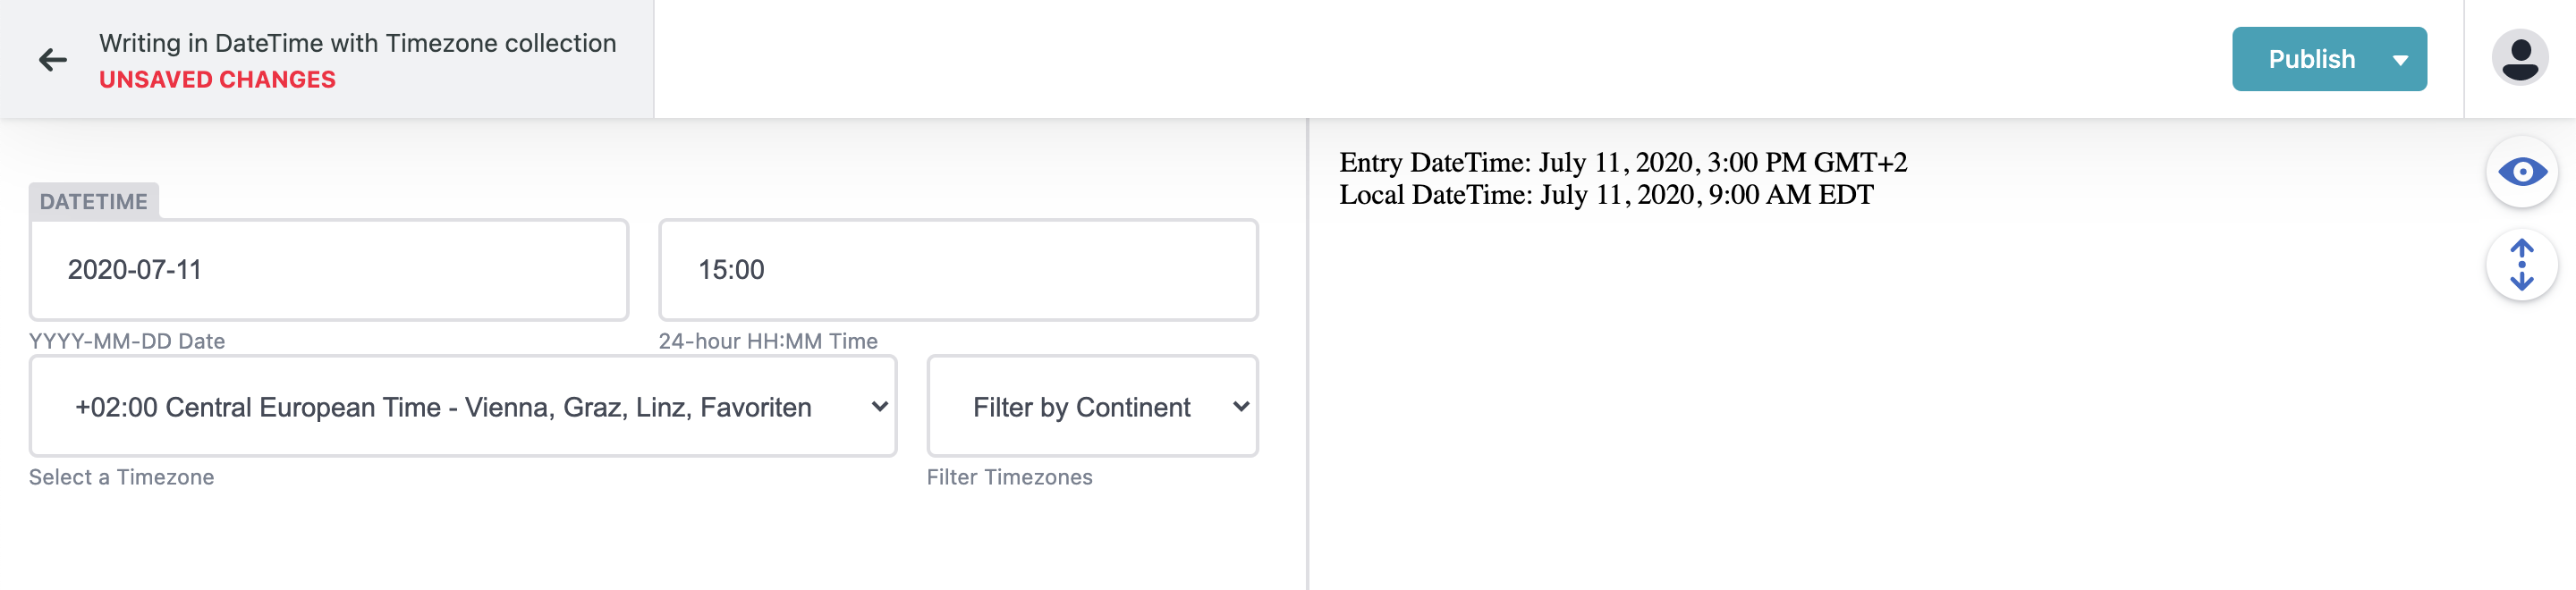 Writing in DateTime with Timezone collection
UNSAVED CHANGES
Publish
DATETIME
2020-07-11
15:00
YYYY-MM-DD Date
24-hour HH:MM Time
+02:00 Central European Time - Vienna, Graz, Linz, Favoriten
Filter by Continent
Select a Timezone
Filter Timezones
Entry DateTime: July 11, 2020, 3:00 PM GMT+2
Local DateTime: July 11, 2020, 9:00 AM EDT